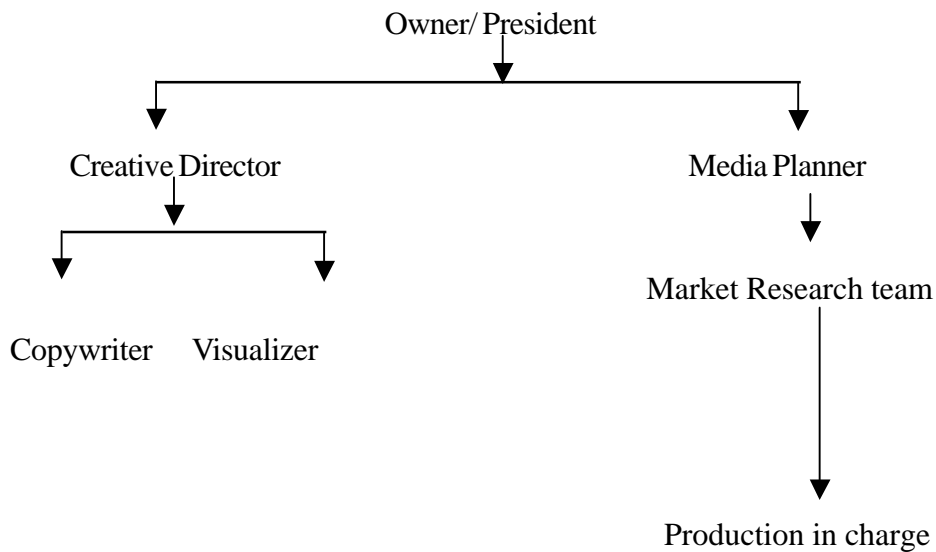 Owner/ President
Creative Director
Media Planner
Market Research team
Copywriter
Visualizer
Production in charge